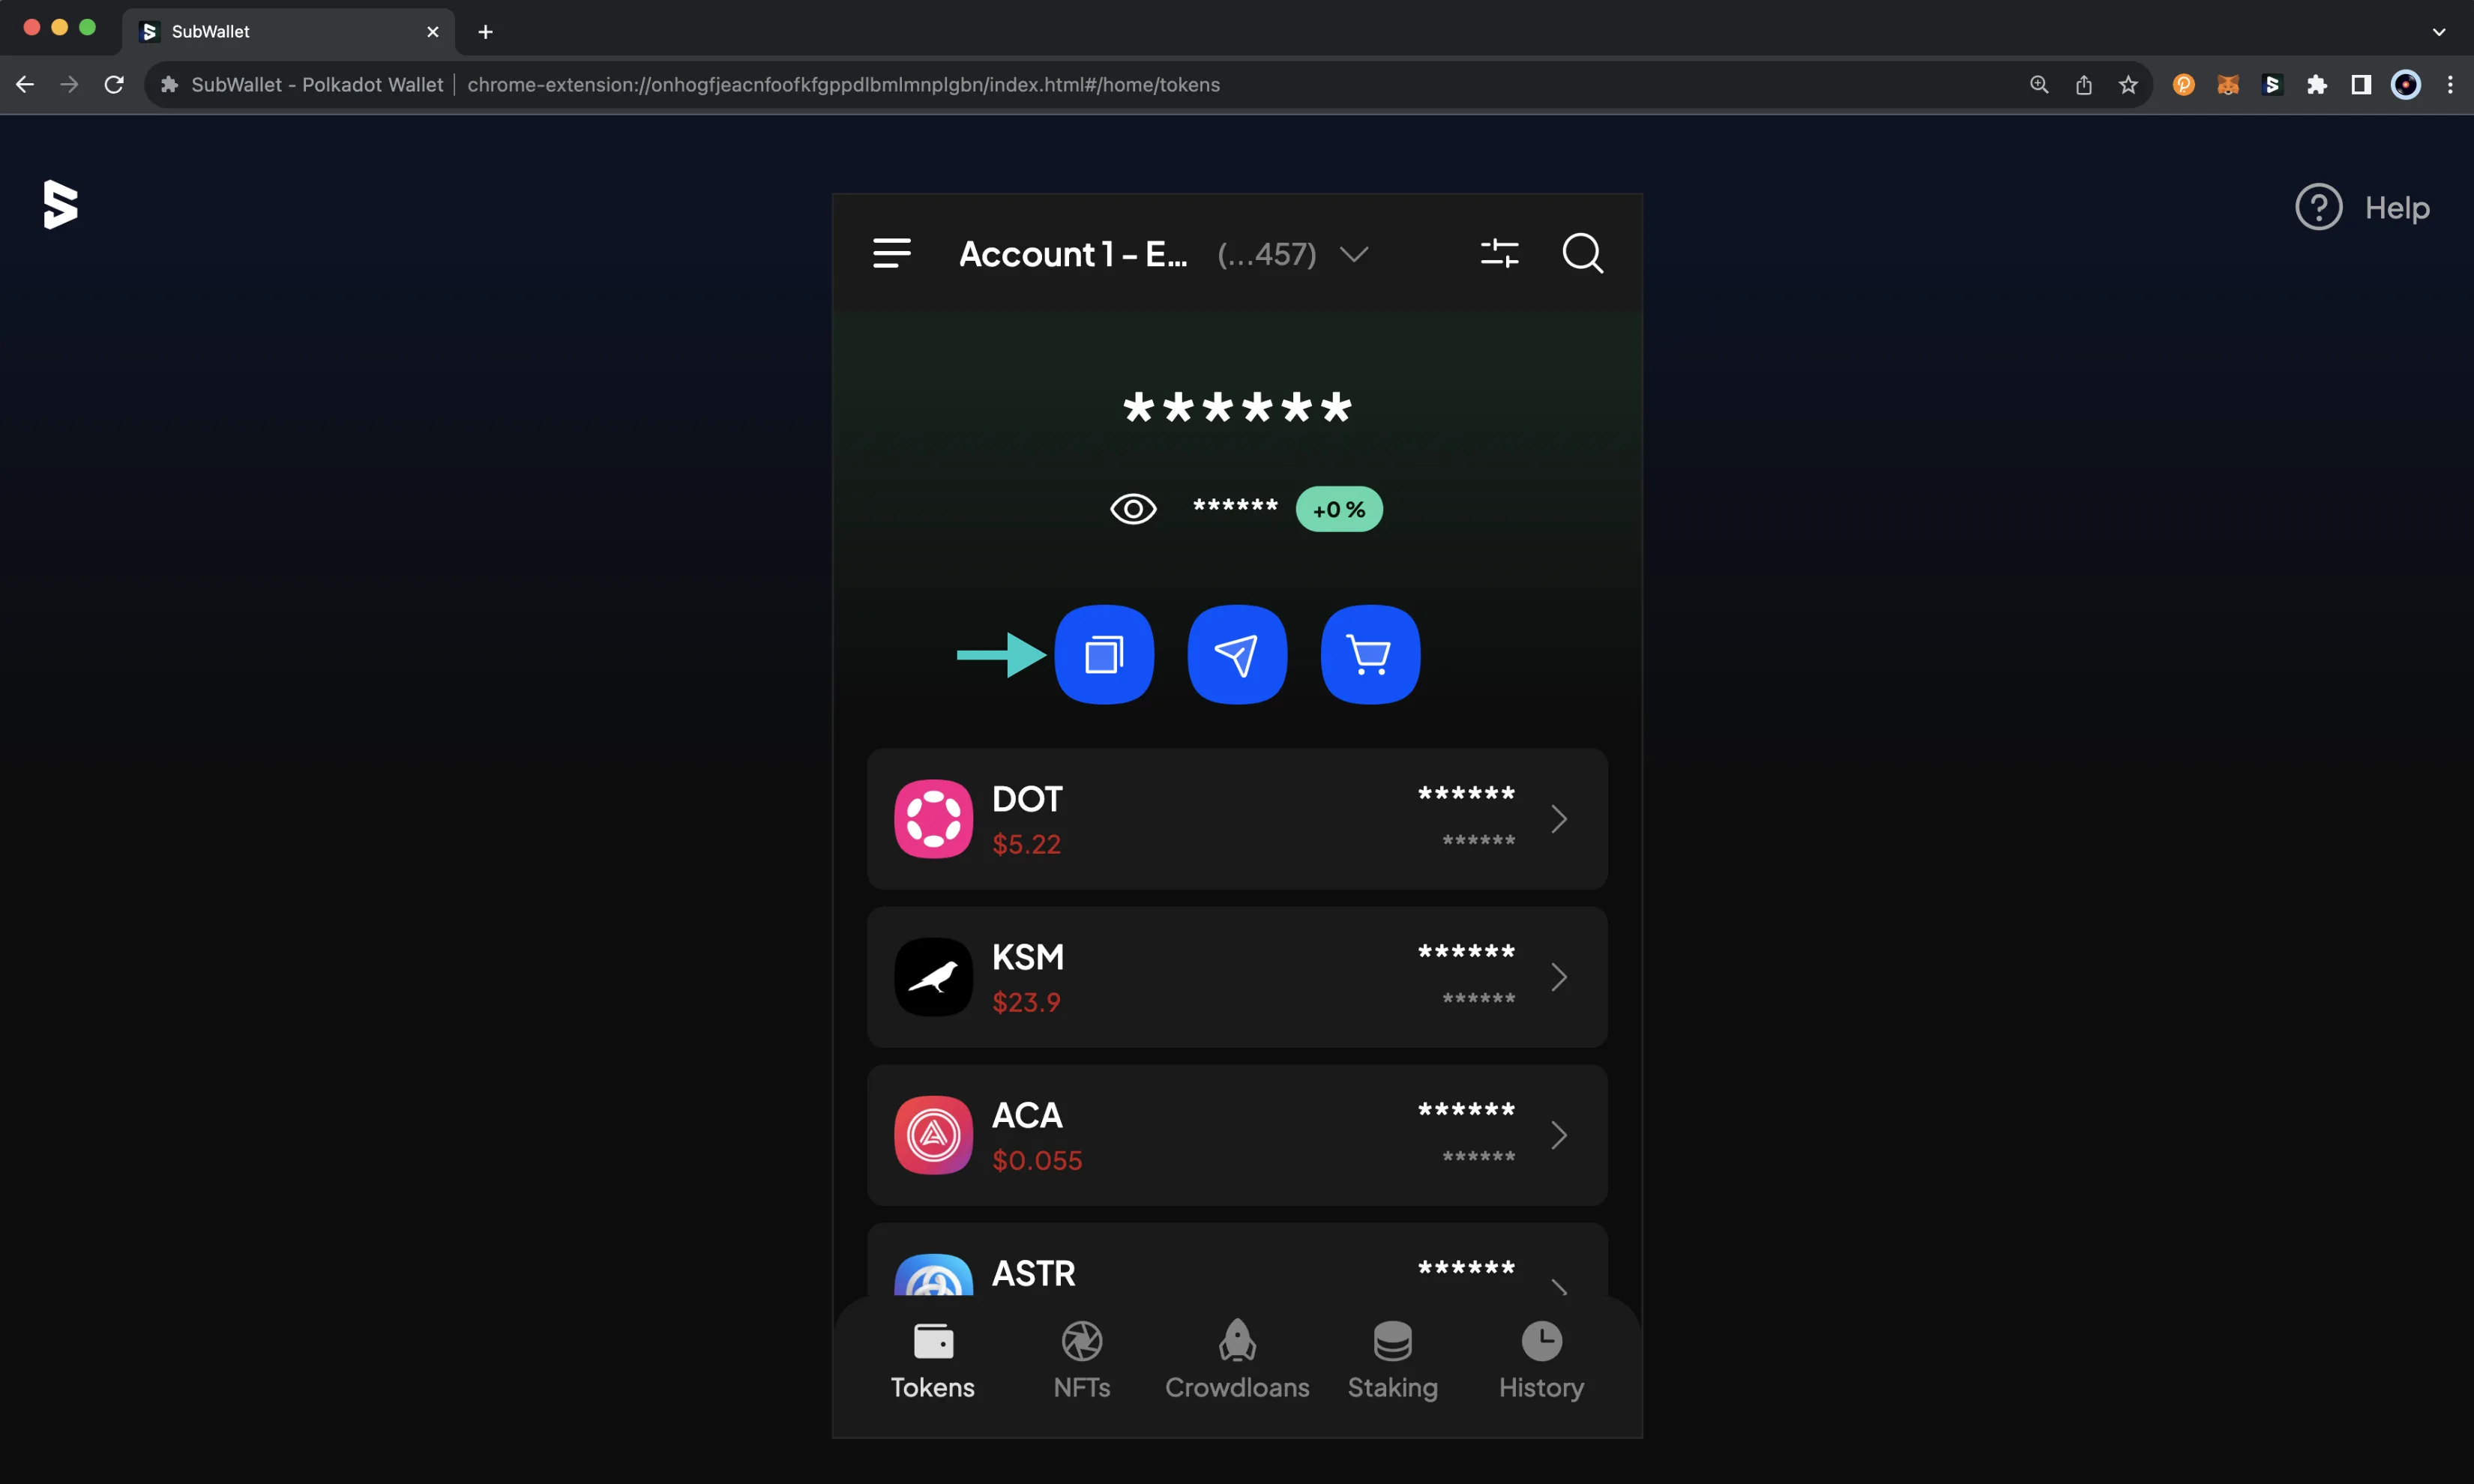 SubWallet
SubWallet - Polkadot Wallet chrome-extension://onhogfjeacnfoofkfgppdlbmlmnplgbn/index.html#/home/tokens
Help
Account 1 - E... (...457)
******
****** +0 %
DOT ******
$5.22 ******
KSM ******
$23.9 ******
ACA ******
$0.055 ******
ASTR ******
Tokens NFTs Crowdloans Staking History